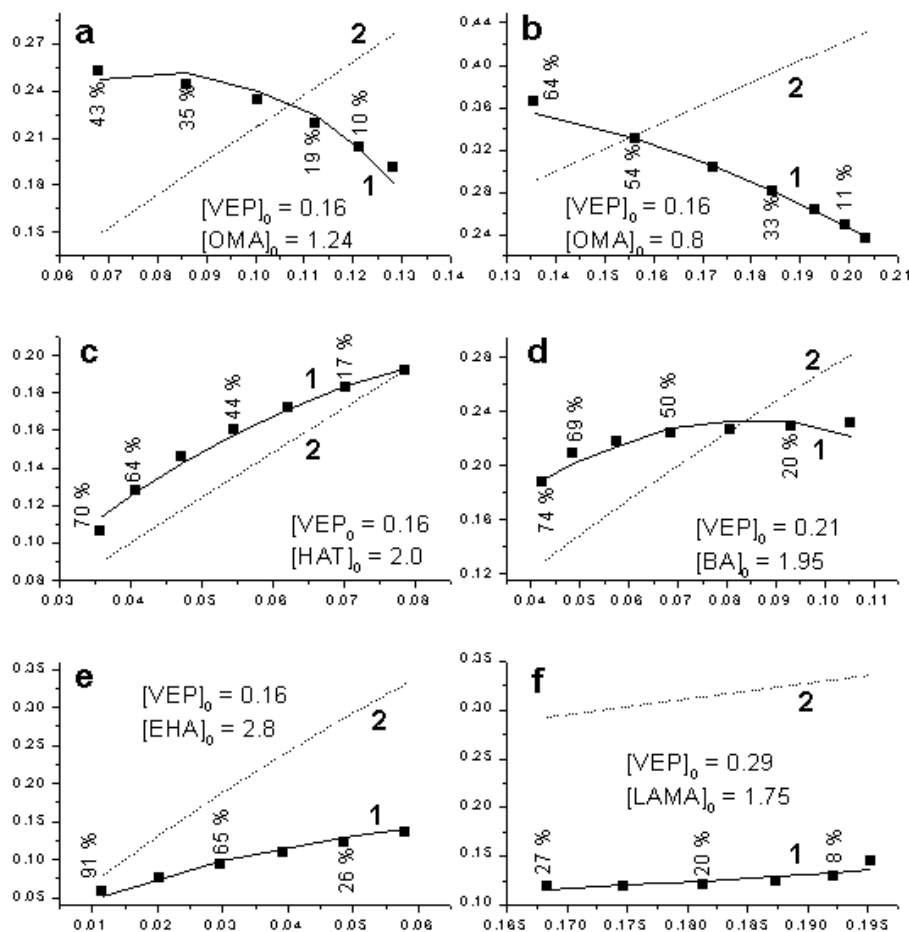 a
2
0.27
0.24
0.21
0.18
0.15
43 %
35 %
19 %
10 %
1
[VEP]₀ = 0.16
[OMA]₀ = 1.24
0.06 0.07 0.08 0.09 0.10 0.11 0.12 0.13 0.14
b
0.44
0.40
0.36
0.32
0.28
0.24
64 %
2
54 %
33 %
1
11 %
[VEP]₀ = 0.16
[OMA]₀ = 0.8
0.13 0.14 0.15 0.16 0.17 0.18 0.19 0.20 0.21
c
0.20
0.18
0.16
0.14
0.12
0.10
0.08
70 %
64 %
44 %
1
17 %
2
[VEP₀ = 0.16
[HAT]₀ = 2.0
0.03 0.04 0.05 0.06 0.07 0.08
d
0.28
0.24
0.20
0.16
0.12
2
74 %
69 %
50 %
20 %
1
[VEP]₀ = 0.21
[BA]₀ = 1.95
0.04 0.05 0.06 0.07 0.08 0.09 0.10 0.11
e
0.35
0.30
0.25
0.20
0.15
0.10
0.05
[VEP]₀ = 0.16
[EHA]₀ = 2.8
2
91 %
65 %
26 %
1
0.01 0.02 0.03 0.04 0.05 0.06
f
0.35
0.30
0.25
0.20
0.15
0.10
2
[VEP]₀ = 0.29
[LAMA]₀ = 1.75
27 %
20 %
1
8 %
0.165 0.170 0.175 0.180 0.185 0.190 0.195